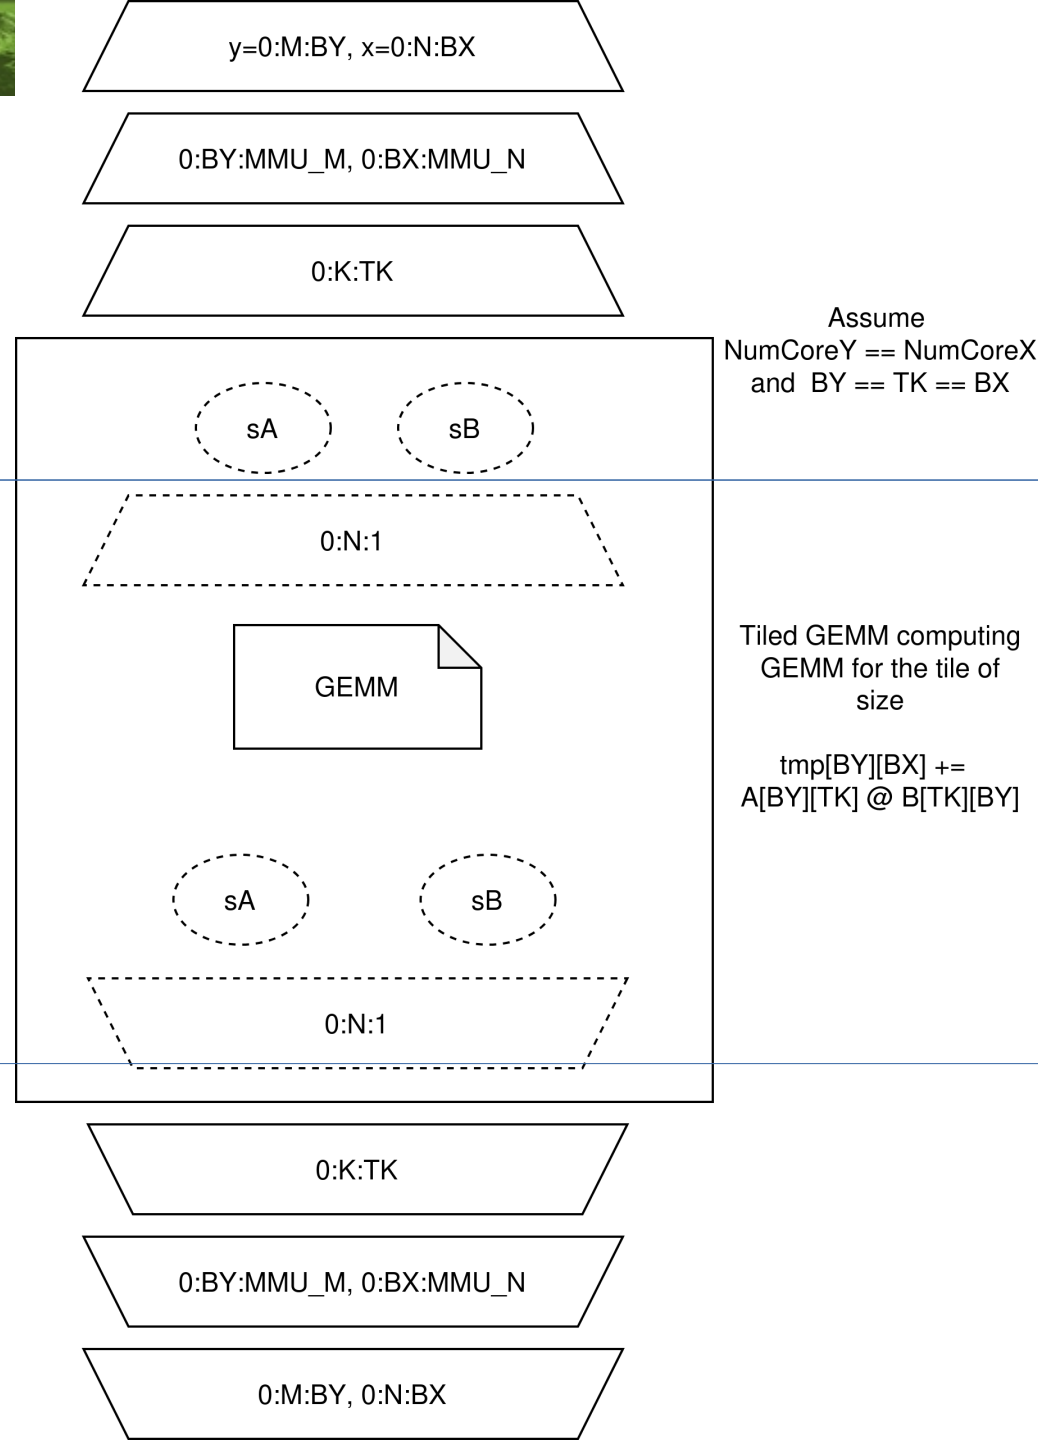 y=0:M:BY, x=0:N:BX
0:BY:MMU_M, 0:BX:MMU_N
0:K:TK
Assume
NumCoreY == NumCoreX
and BY == TK == BX
sA
sB
0:N:1
GEMM
Tiled GEMM computing
GEMM for the tile of
size
tmp[BY][BX] +=
A[BY][TK] @ B[TK][BY]
sA
sB
0:N:1
0:K:TK
0:BY:MMU_M, 0:BX:MMU_N
0:M:BY, 0:N:BX